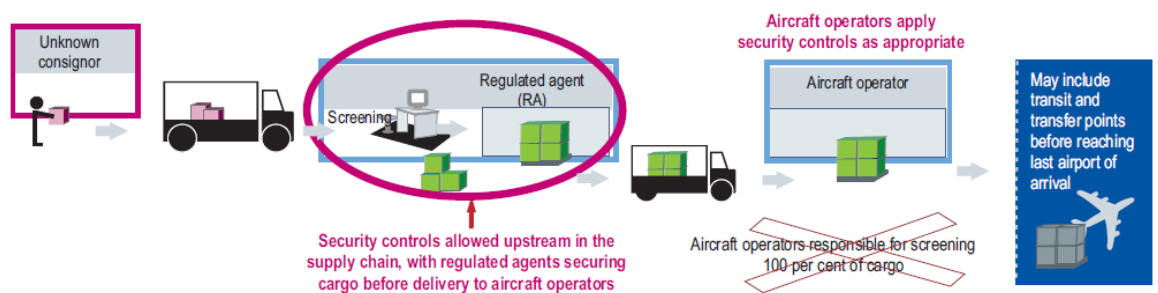 Unknown
consignor
Screening
Regulated agent
(RA)
Security controls allowed upstream in the
supply chain, with regulated agents securing
cargo before delivery to aircraft operators
Aircraft operators apply
security controls as appropriate
Aircraft operator
Aircraft operators responsible for screening
100 per cent of cargo
May include
transit and
transfer points
before reaching
last airport of
arrival